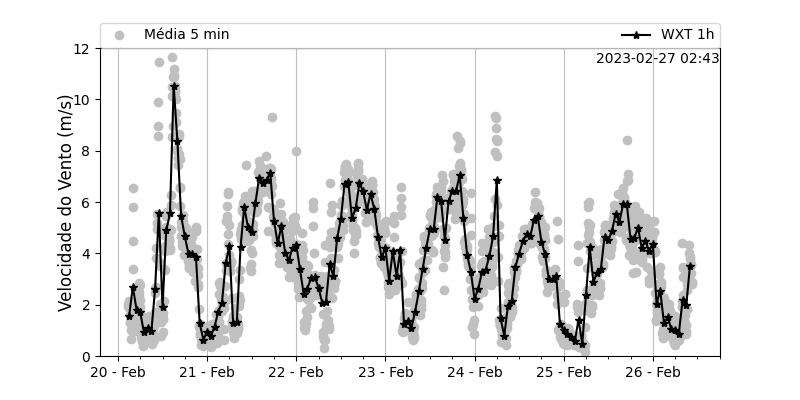 Média 5 min
WXT 1h
2023-02-27 02:43
Velocidade do Vento (m/s)
12
10
8
6
4
2
0
20 - Feb 21 - Feb 22 - Feb 23 - Feb 24 - Feb 25 - Feb 26 - Feb